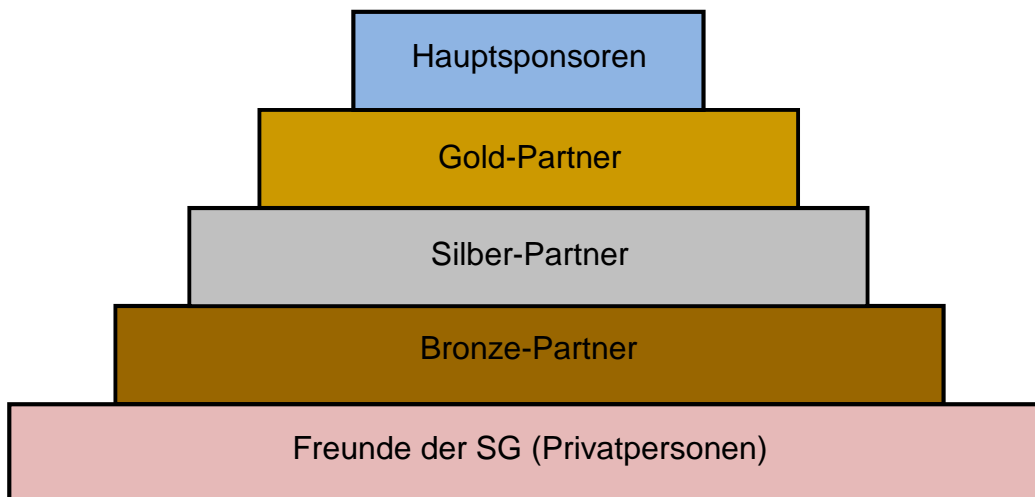 Hauptsponsoren
Gold-Partner
Silber-Partner
Bronze-Partner
Freunde der SG (Privatpersonen)